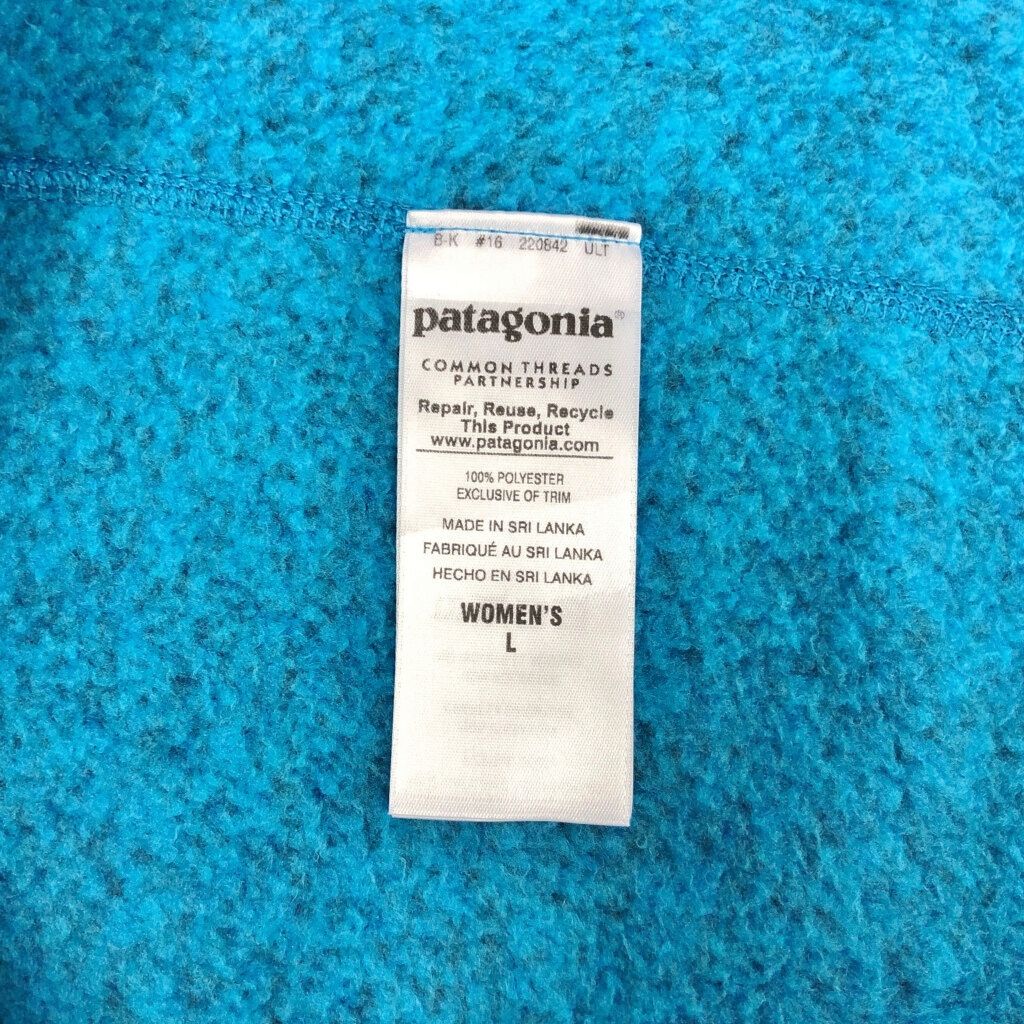 B-K #16 220842 ULT
patagonia®
COMMON THREADS
PARTNERSHIP
Repair, Reuse, Recycle
This Product
www.patagonia.com
100% POLYESTER
EXCLUSIVE OF TRIM
MADE IN SRI LANKA
FABRIQUÉ AU SRI LANKA
HECHO EN SRI LANKA
WOMEN'S
L